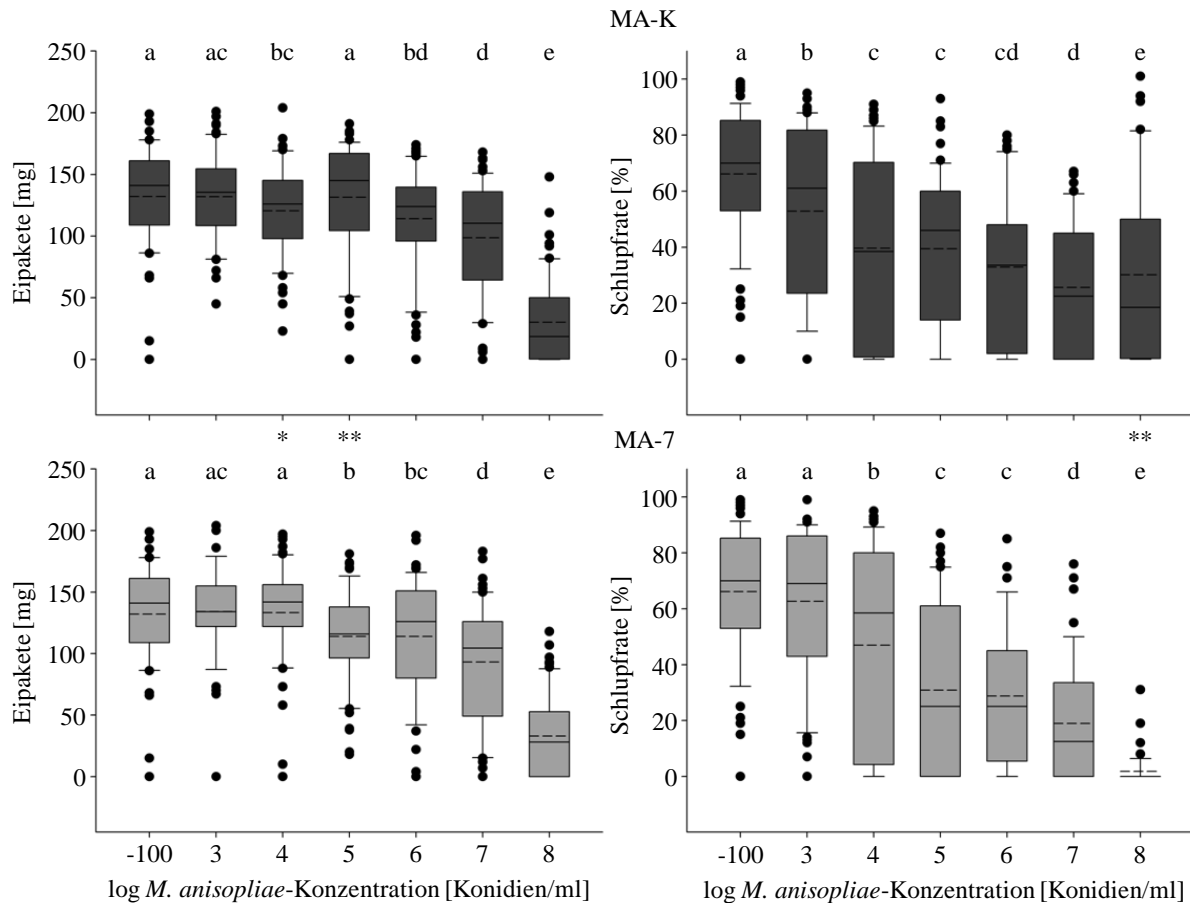 MA-K
a ac bc a bd d e
250
200
150
100
50
0
Eipakete [mg]
a b c c cd d e
100
80
60
40
20
0
Schlupfrate [%]
* **
MA-7
**
a ac a b bc d e
250
200
150
100
50
0
Eipakete [mg]
a a b c c d e
100
80
60
40
20
0
Schlupfrate [%]
-100 3 4 5 6 7 8
log M. anisopliae-Konzentration [Konidien/ml]
-100 3 4 5 6 7 8
log M. anisopliae-Konzentration [Konidien/ml]